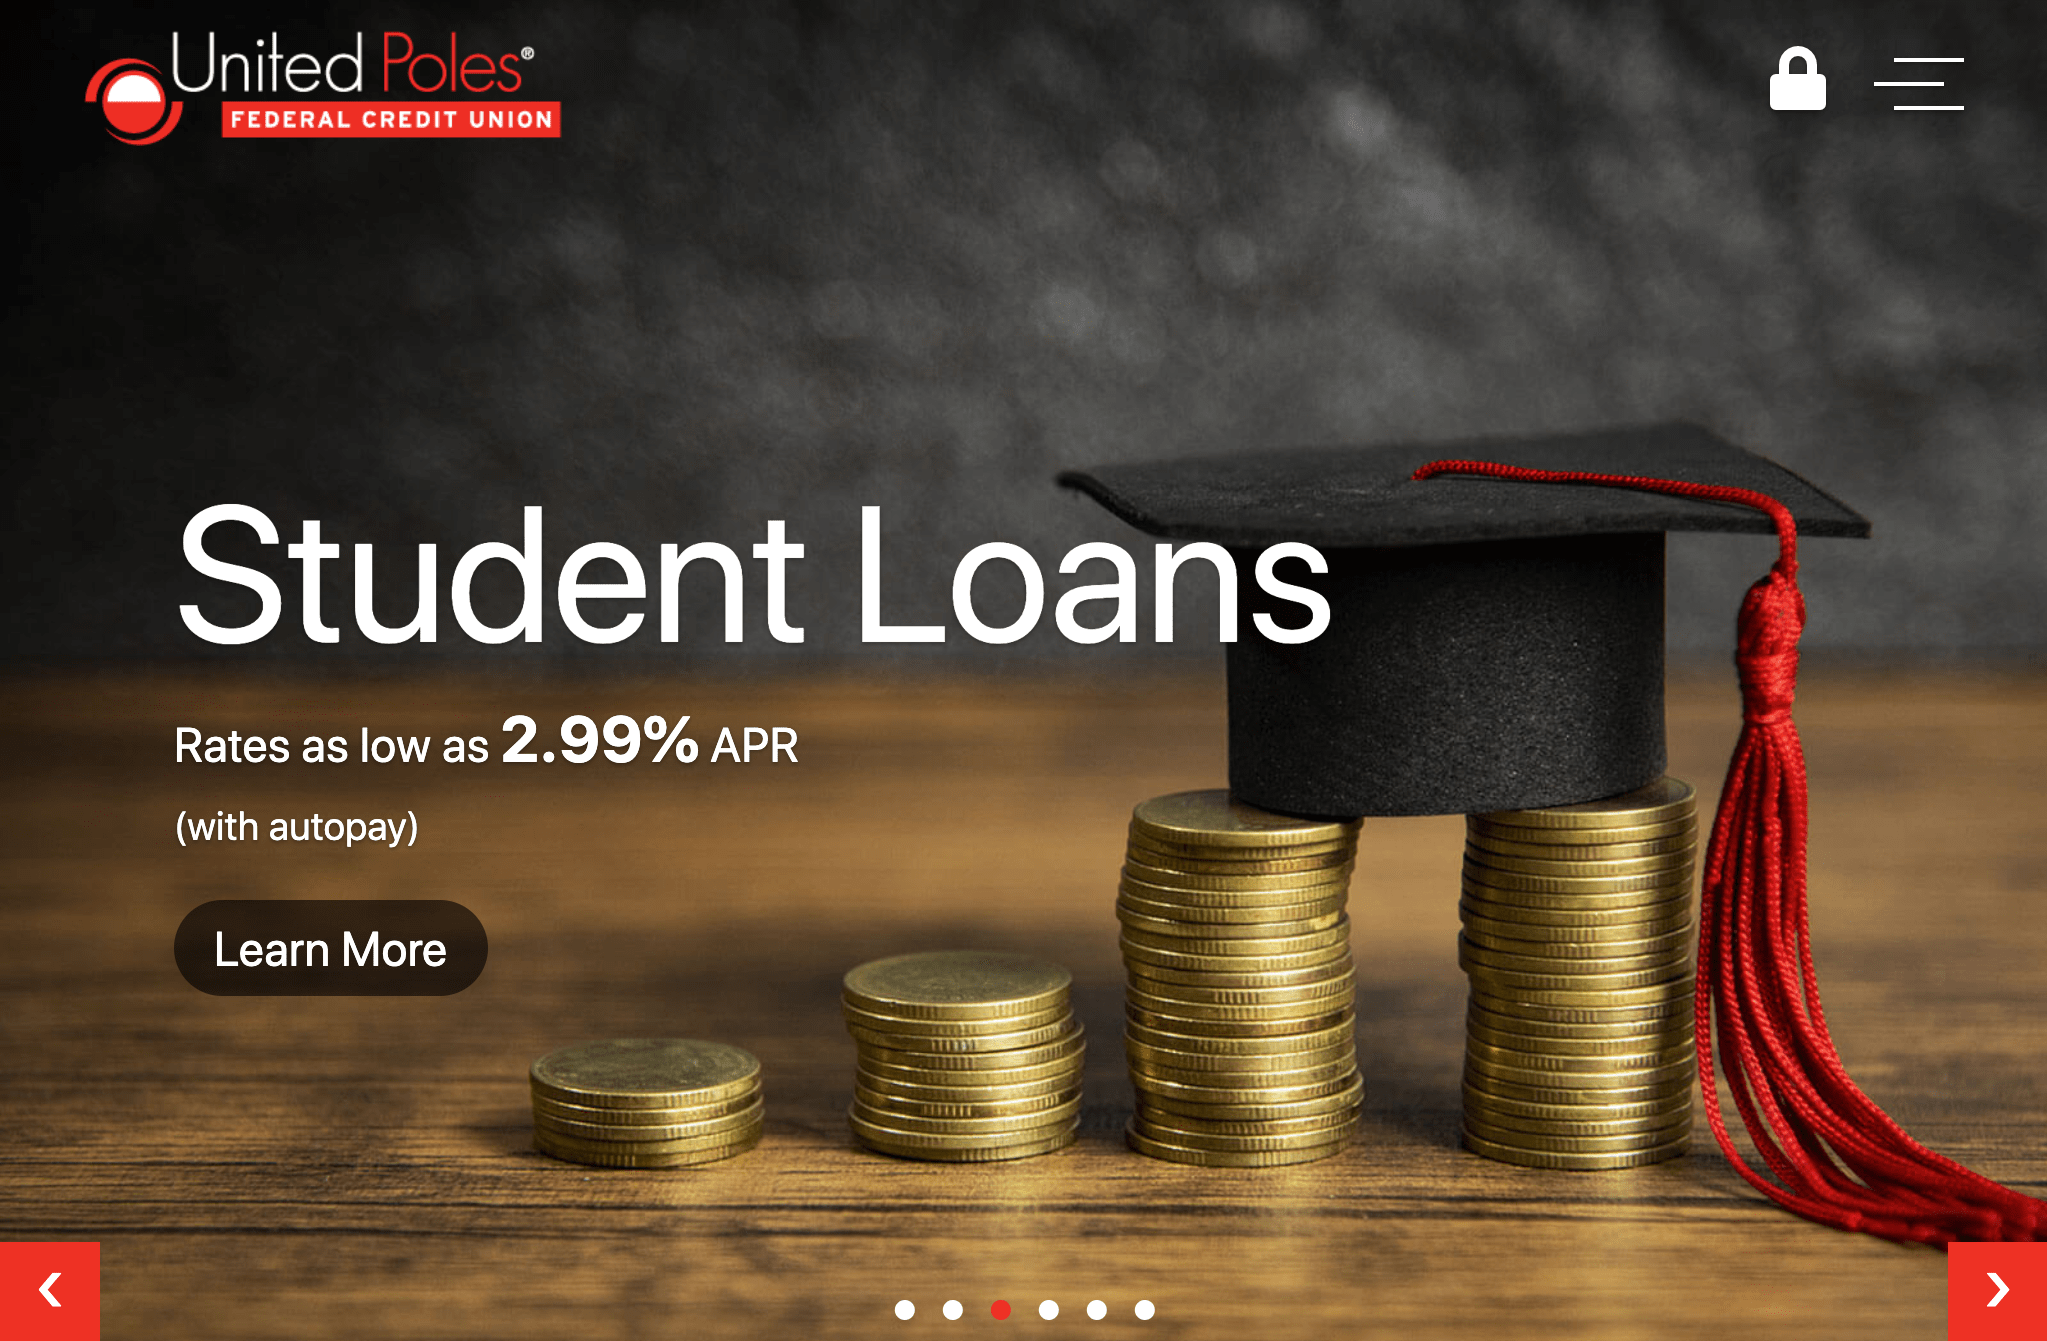 United Poles®
FEDERAL CREDIT UNION
Student Loans
Rates as low as 2.99% APR
(with autopay)
Learn More